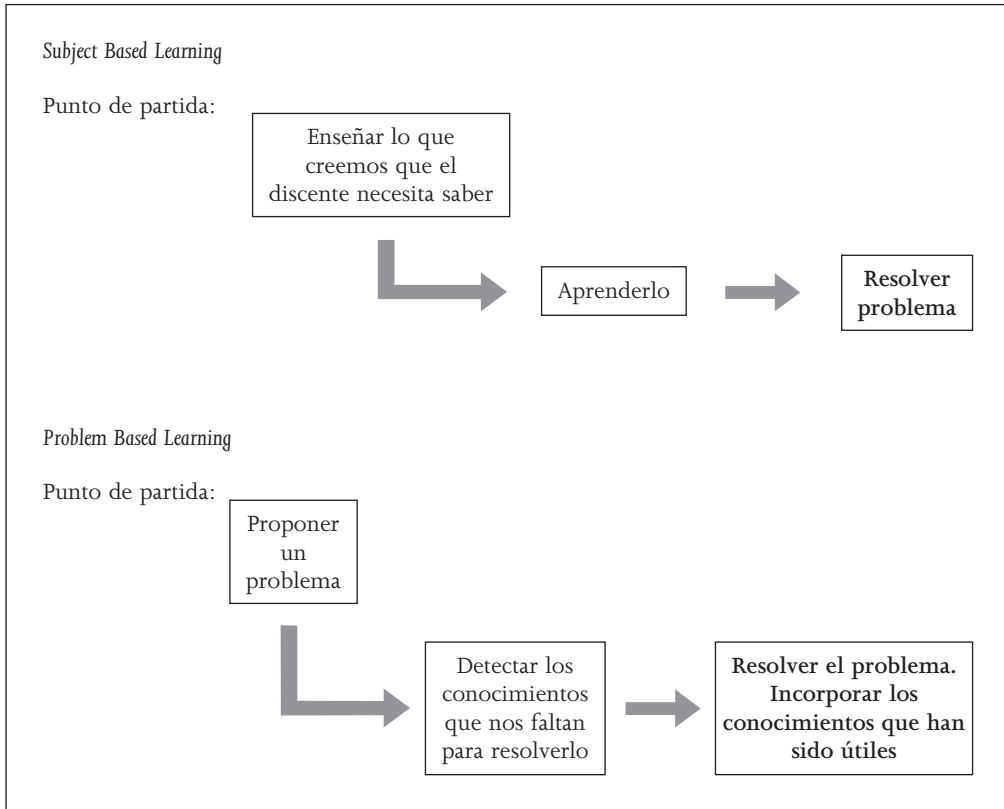 Subject Based Learning
Punto de partida:
Enseñar lo que
creemos que el
discente necesita saber
Aprenderlo
Resolver
problema
Problem Based Learning
Punto de partida:
Proponer
un
problema
Detectar los
conocimientos
que nos faltan
para resolverlo
Resolver el problema.
Incorporar los
conocimientos que han
sido útiles